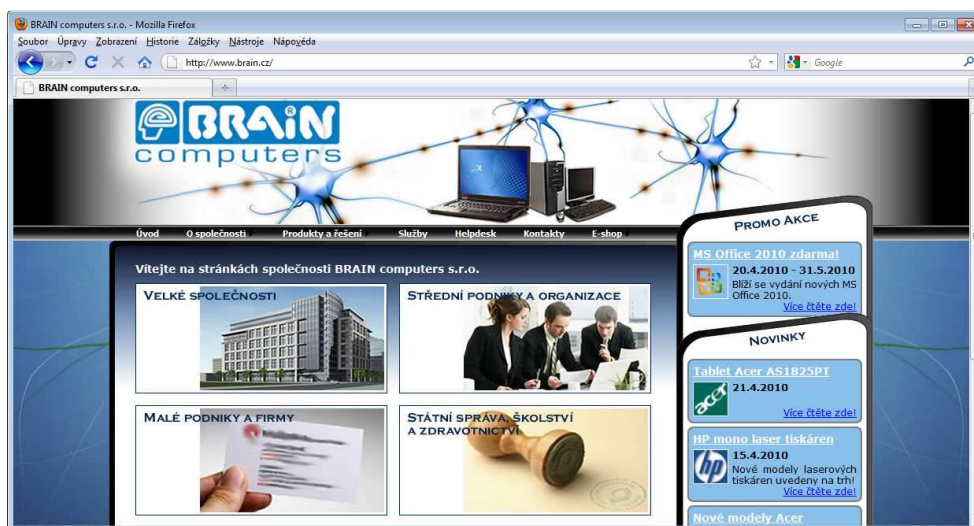 BRAIN computers s.r.o. - Mozilla Firefox
Soubor Úpravy Zobrazení Historie Záložky Nástroje Nápověda
http://www.brain.cz/
Google
BRAIN computers s.r.o.
BRAiN
computers
Úvod O společnosti Produkty a řešení Služby Helpdesk Kontakty E-shop
Vítejte na stránkách společnosti BRAIN computers s.r.o.
VELKÉ SPOLEČNOSTI
STŘEDNÍ PODNIKY A ORGANIZACE
MALÉ PODNIKY A FIRMY
STÁTNÍ SPRÁVA, ŠKOLSTVÍ
A ZDRAVOTNICTVÍ
PROMO AKCE
MS Office 2010 zdarma!
20.4.2010 - 31.5.2010
Blíží se vydání nových MS
Office 2010.
Více čtěte zde!
NOVINKY
Tablet Acer AS1825PT
acer
21.4.2010
Více čtěte zde!
HP mono laser tiskáren
hp
15.4.2010
Nové modely laserových
tiskáren uvedeny na trh!
Více čtěte zde!
Nové modely Acer